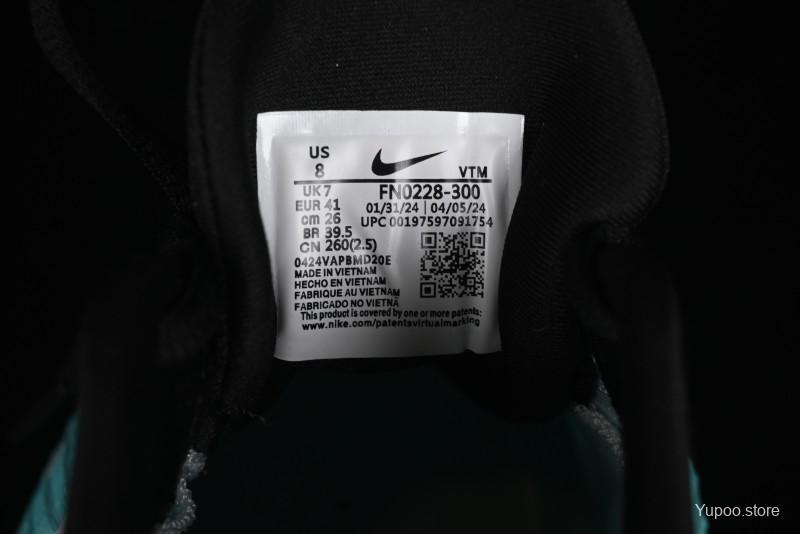 US
8
VTM
UK 7
FN0228-300
EUR 41
01/31/24 | 04/05/24
cm 26
UPC 00197597091754
BR 39.5
CN 260(2.5)
0424VAPBMD20E
MADE IN VIETNAM
HECHO EN VIETNAM
FABRIQUE AU VIETNAM
FABRICADO NO VIETNÃ
This product is covered by one or more patents:
www.nike.com/patentsvirtualmarking
Yupoo.store